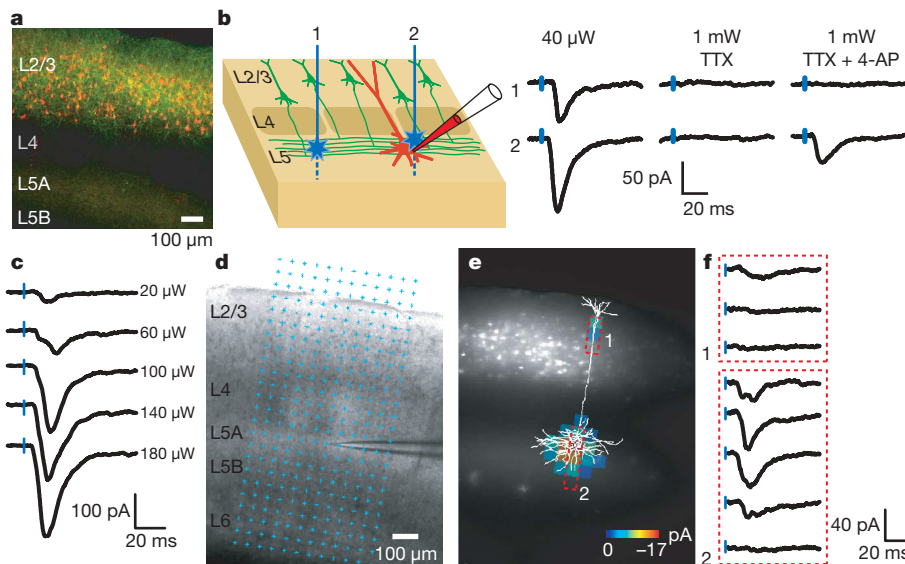 a
L2/3
L4
L5A
L5B
100 µm
b
1 2
L2/3
L4
L5
40 µW
1 mW
TTX
1 mW
TTX + 4-AP
1
2
50 pA
20 ms
c
20 µW
60 µW
100 µW
140 µW
180 µW
100 pA
20 ms
d
L2/3
L4
L5A
L5B
L6
100 µm
e
1
2
pA
0 −17
f
1
2
40 pA
20 ms